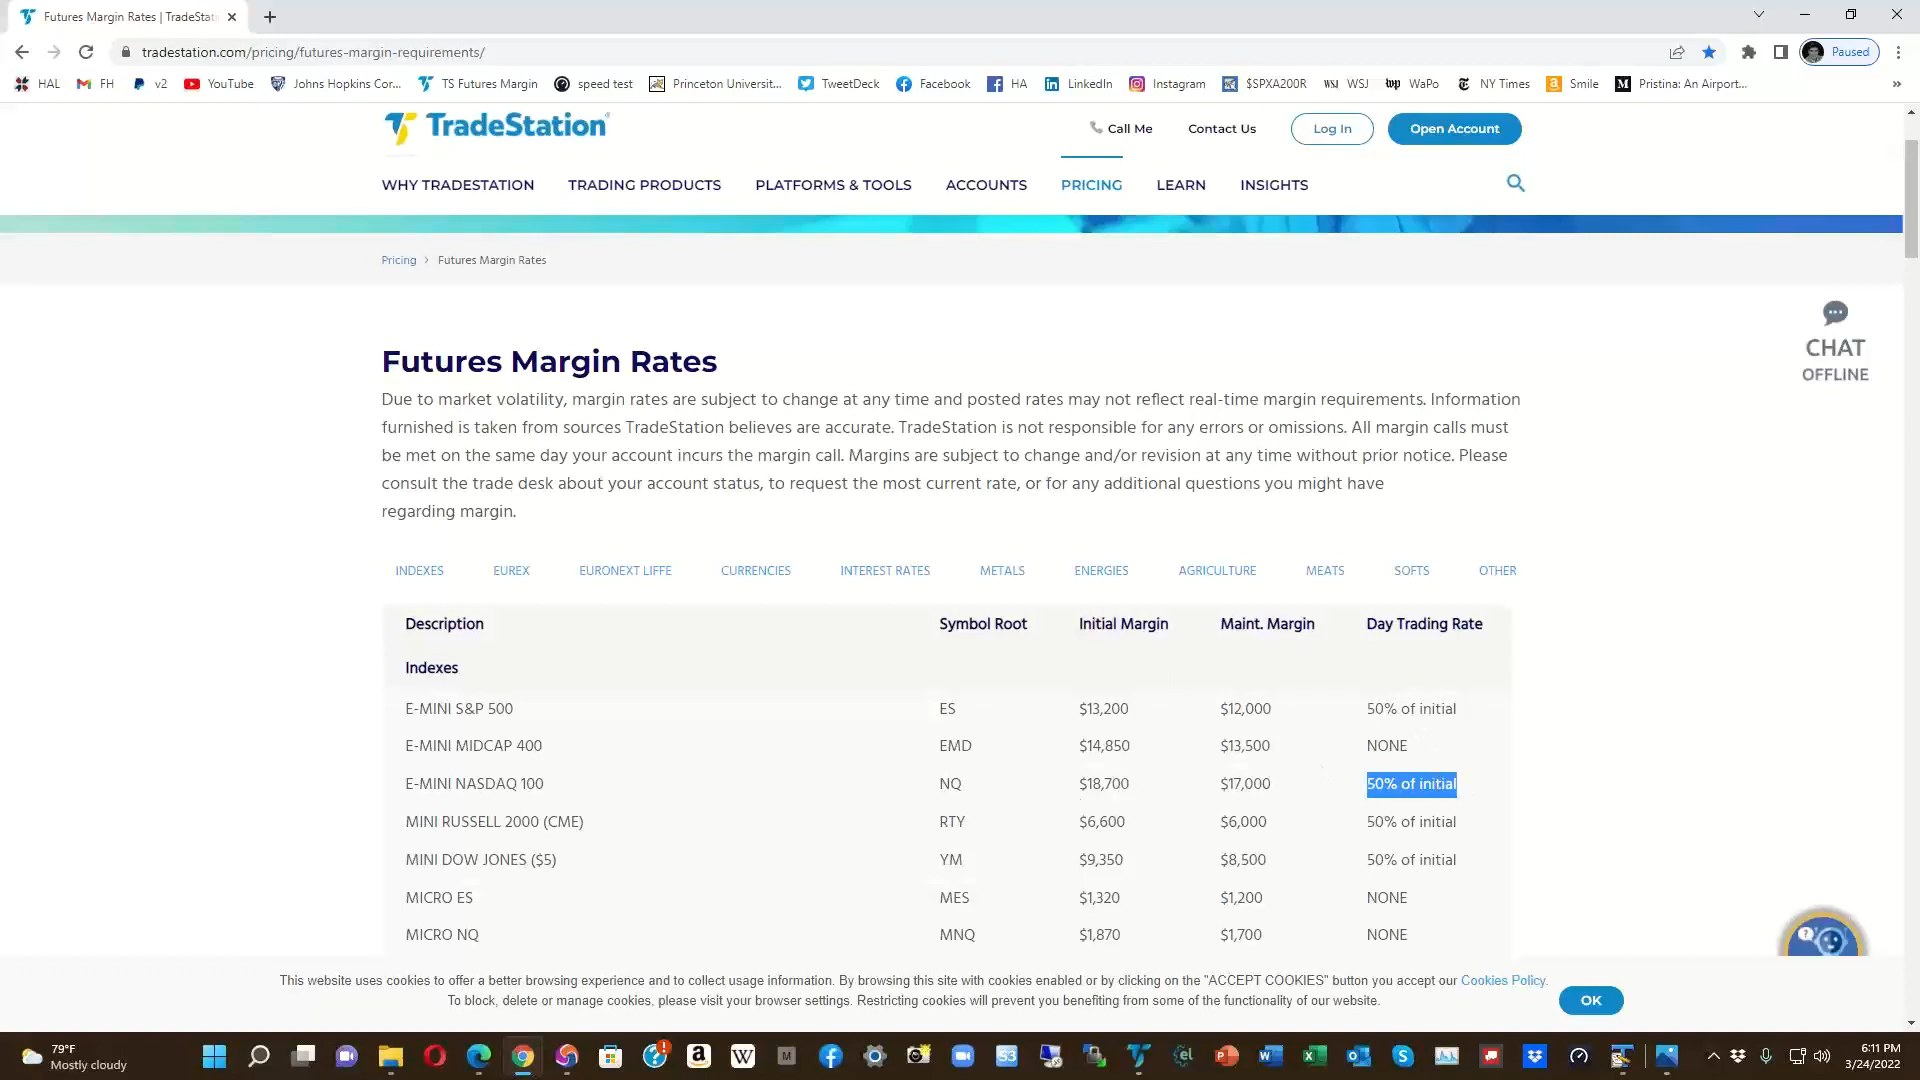 Futures Margin Rates | TradeStati
tradestation.com/pricing/futures-margin-requirements/
Paused
HAL
FH
v2
YouTube
Johns Hopkins Cor...
TS Futures Margin
speed test
Princeton Universit...
TweetDeck
Facebook
HA
LinkedIn
Instagram
$SPXA200R
WSJ WSJ
wp WaPo
NY Times
Smile
Pristina: An Airport...
TradeStation
Call Me
Contact Us
Log In
Open Account
WHY TRADESTATION
TRADING PRODUCTS
PLATFORMS & TOOLS
ACCOUNTS
PRICING
LEARN
INSIGHTS
Pricing > Futures Margin Rates
CHAT
OFFLINE
Futures Margin Rates
Due to market volatility, margin rates are subject to change at any time and posted rates may not reflect real-time margin requirements. Information
furnished is taken from sources TradeStation believes are accurate. TradeStation is not responsible for any errors or omissions. All margin calls must
be met on the same day your account incurs the margin call. Margins are subject to change and/or revision at any time without prior notice. Please
consult the trade desk about your account status, to request the most current rate, or for any additional questions you might have
regarding margin.
INDEXES EUREX EURONEXT LIFFE CURRENCIES INTEREST RATES METALS ENERGIES AGRICULTURE MEATS SOFTS OTHER
Description Symbol Root Initial Margin Maint. Margin Day Trading Rate
Indexes
E-MINI S&P 500 ES $13,200 $12,000 50% of initial
E-MINI MIDCAP 400 EMD $14,850 $13,500 NONE
E-MINI NASDAQ 100 NQ $18,700 $17,000 50% of initial
MINI RUSSELL 2000 (CME) RTY $6,600 $6,000 50% of initial
MINI DOW JONES ($5) YM $9,350 $8,500 50% of initial
MICRO ES MES $1,320 $1,200 NONE
MICRO NQ MNQ $1,870 $1,700 NONE
This website uses cookies to offer a better browsing experience and to collect usage information. By browsing this site with cookies enabled or by clicking on the "ACCEPT COOKIES" button you accept our Cookies Policy.
To block, delete or manage cookies, please visit your browser settings. Restricting cookies will prevent you benefiting from some of the functionality of our website.
OK
79°F
Mostly cloudy
6:11 PM
3/24/2022